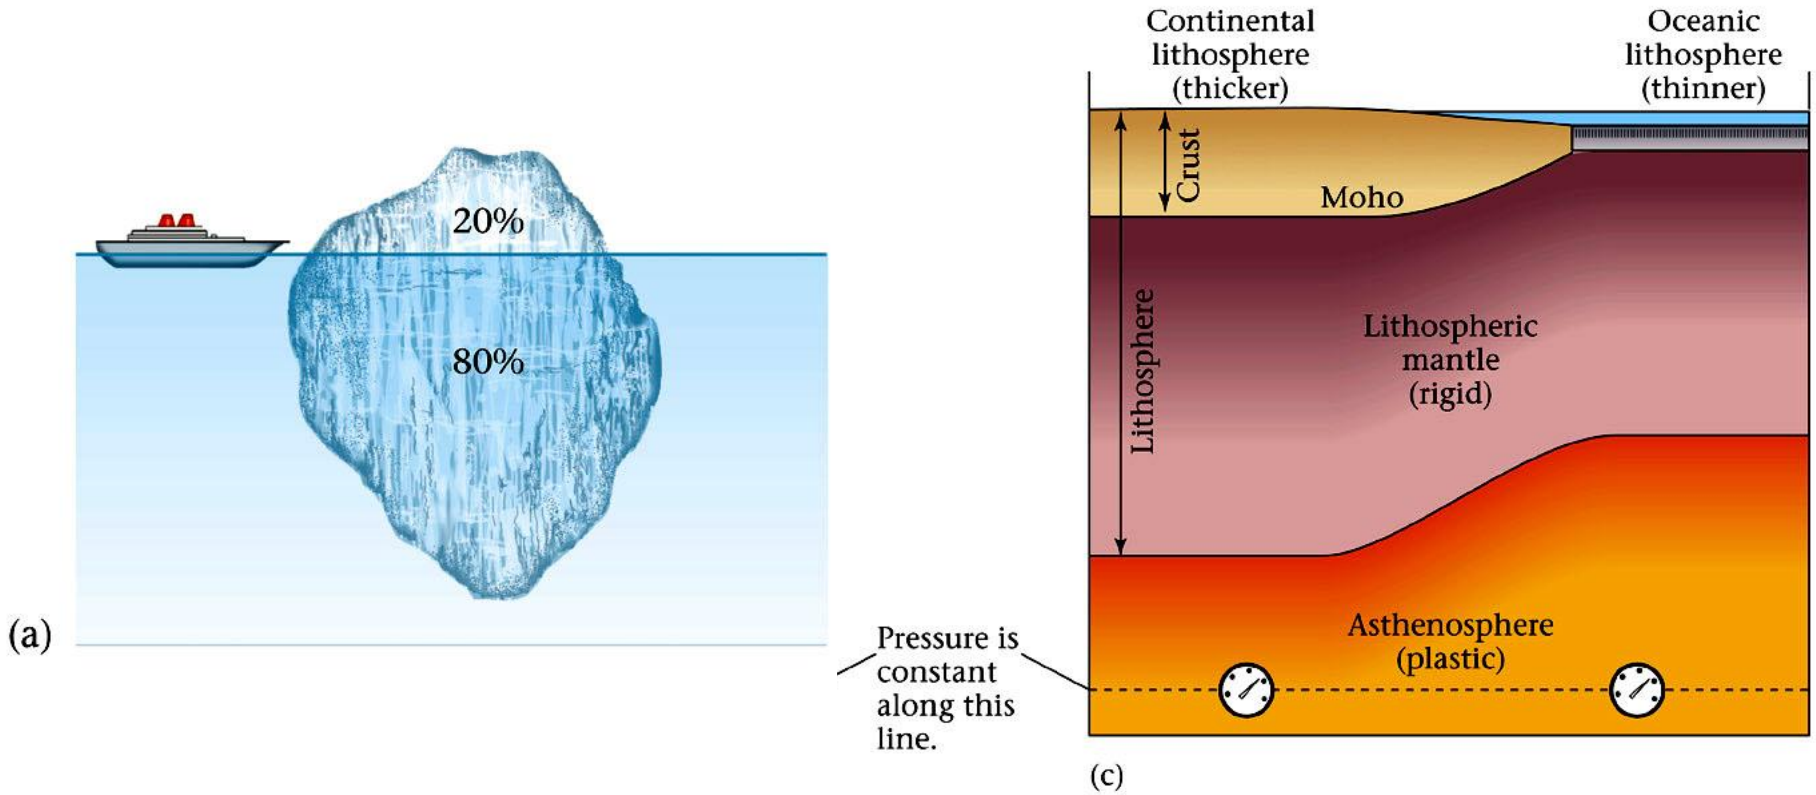 20%
80%
(a)
Pressure is
constant
along this
line.
Continental
lithosphere
(thicker)
Oceanic
lithosphere
(thinner)
Crust
Moho
Lithosphere
Lithospheric
mantle
(rigid)
Asthenosphere
(plastic)
(c)